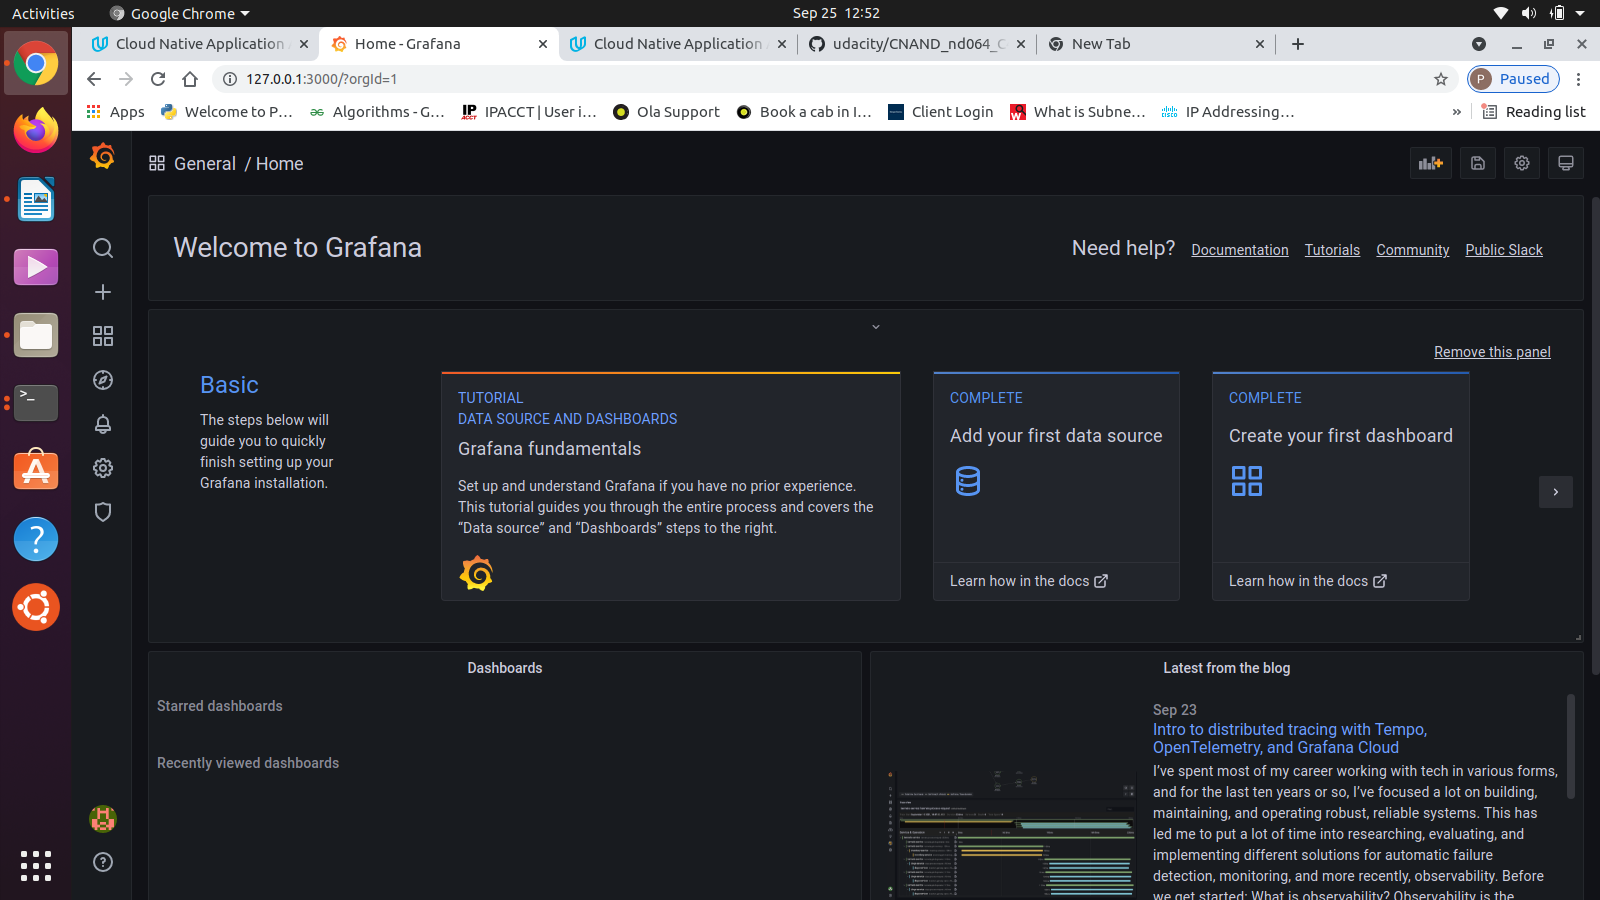 Activities
Google Chrome
Sep 25 12:52
Cloud Native Application
Home - Grafana
Cloud Native Application
udacity/CNAND_nd064_C
New Tab
127.0.0.1:3000/?orgId=1
P
Paused
Apps
Welcome to P...
Algorithms - G...
IP
ACCT
IPACCT | User i...
Ola Support
Book a cab in I...
Client Login
What is Subne...
IP Addressing...
»
Reading list
General / Home
Welcome to Grafana
Need help?
Documentation
Tutorials
Community
Public Slack
Remove this panel
Basic
The steps below will
guide you to quickly
finish setting up your
Grafana installation.
TUTORIAL
DATA SOURCE AND DASHBOARDS
Grafana fundamentals
Set up and understand Grafana if you have no prior experience.
This tutorial guides you through the entire process and covers the
“Data source” and “Dashboards” steps to the right.
COMPLETE
Add your first data source
Learn how in the docs
COMPLETE
Create your first dashboard
Learn how in the docs
Dashboards
Starred dashboards
Recently viewed dashboards
Latest from the blog
Sep 23
Intro to distributed tracing with Tempo,
OpenTelemetry, and Grafana Cloud
I’ve spent most of my career working with tech in various forms,
and for the last ten years or so, I’ve focused a lot on building,
maintaining, and operating robust, reliable systems. This has
led me to put a lot of time into researching, evaluating, and
implementing different solutions for automatic failure
detection, monitoring, and more recently, observability. Before
we get started: What is observability? Observability is the